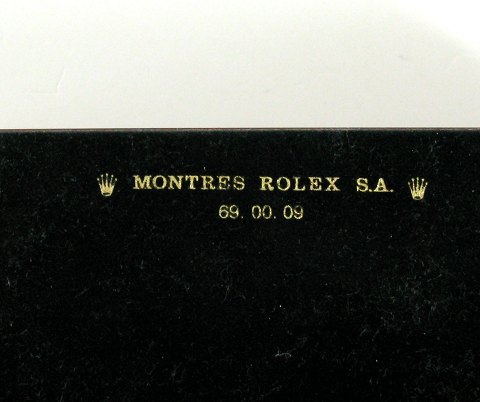 MONTRES ROLEX S.A.
69. 00. 09